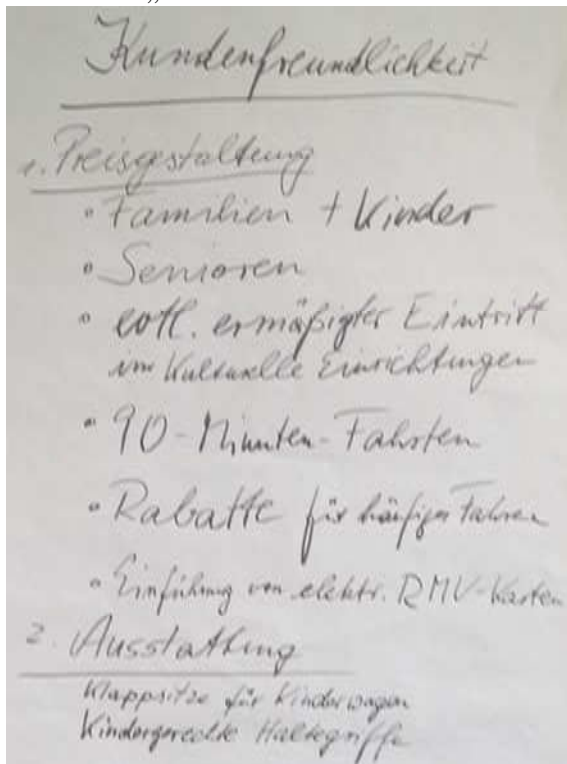 Kundenfreundlichkeit
1. Preisgestaltung
• Familien + Kinder
• Senioren
• evtl. ermäßigter Eintritt
in kulturelle Einrichtungen
• 90-Minuten-Fahrten
• Rabatte für häufiges Fahren
• Einführung von elektr. RMV-Karten
2. Ausstattung
Klappsitze für Kinderwagen
Kindergerechte Haltegriffe